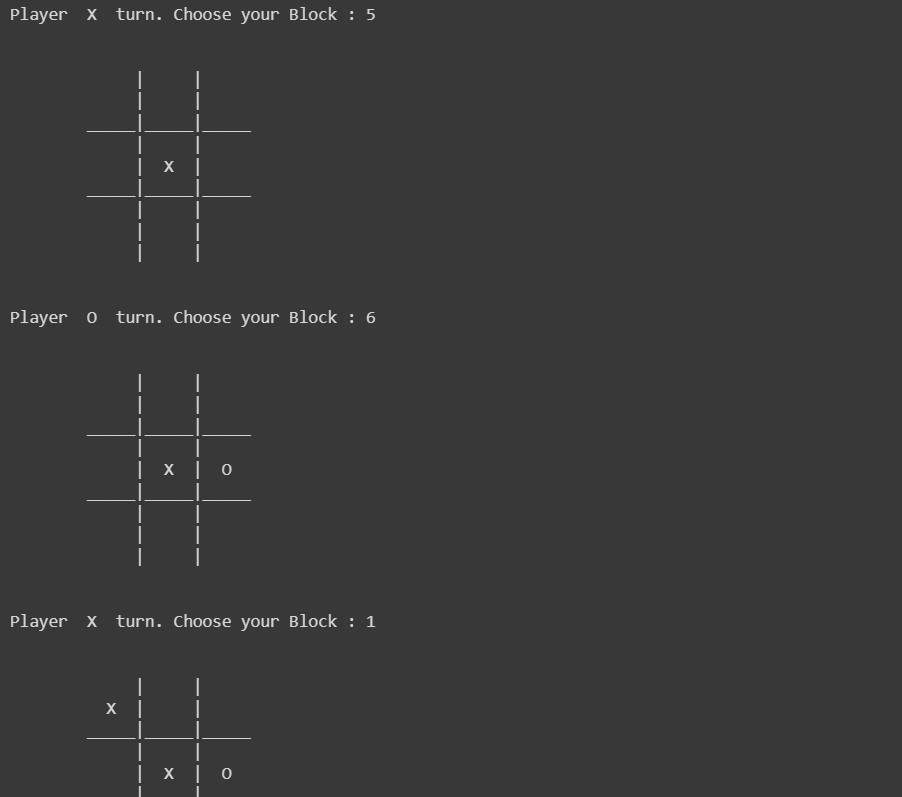 Player  X  turn. Choose your Block : 5
     |     |
     |     |
_____|_____|_____
     |     |
     |  X  |
_____|_____|_____
     |     |
     |     |
     |     |
Player  O  turn. Choose your Block : 6
     |     |
     |     |
_____|_____|_____
     |     |
     |  X  |  O
_____|_____|_____
     |     |
     |     |
     |     |
Player  X  turn. Choose your Block : 1
     |     |
  X  |     |
_____|_____|_____
     |     |
     |  X  |  O
     |     |